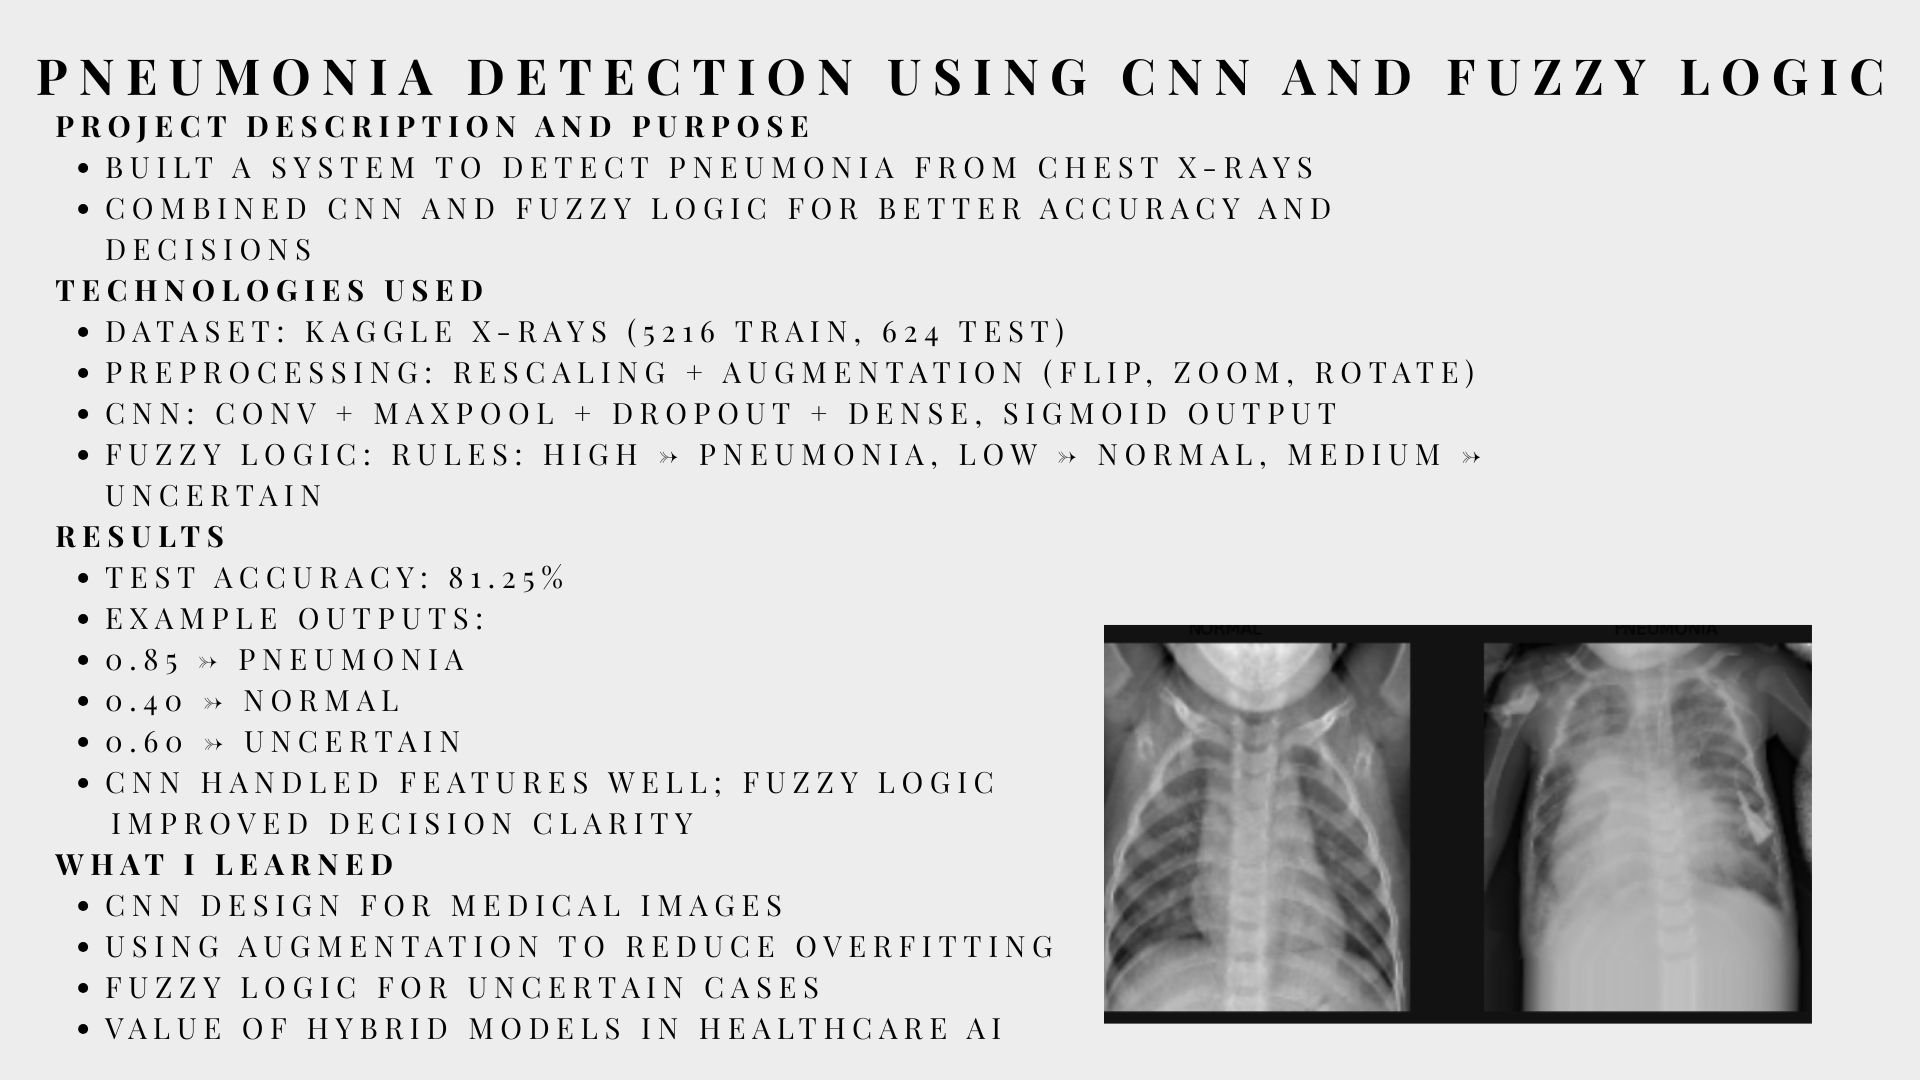 PNEUMONIA DETECTION USING CNN AND FUZZY LOGIC
PROJECT DESCRIPTION AND PURPOSE
• BUILT A SYSTEM TO DETECT PNEUMONIA FROM CHEST X-RAYS
• COMBINED CNN AND FUZZY LOGIC FOR BETTER ACCURACY AND
DECISIONS
TECHNOLOGIES USED
• DATASET: KAGGLE X-RAYS (5216 TRAIN, 624 TEST)
• PREPROCESSING: RESCALING + AUGMENTATION (FLIP, ZOOM, ROTATE)
• CNN: CONV + MAXPOOL + DROPOUT + DENSE, SIGMOID OUTPUT
• FUZZY LOGIC: RULES: HIGH ➳ PNEUMONIA, LOW ➳ NORMAL, MEDIUM ➳
UNCERTAIN
RESULTS
• TEST ACCURACY: 81.25%
• EXAMPLE OUTPUTS:
• 0.85 ➳ PNEUMONIA
• 0.40 ➳ NORMAL
• 0.60 ➳ UNCERTAIN
• CNN HANDLED FEATURES WELL; FUZZY LOGIC
IMPROVED DECISION CLARITY
WHAT I LEARNED
• CNN DESIGN FOR MEDICAL IMAGES
• USING AUGMENTATION TO REDUCE OVERFITTING
• FUZZY LOGIC FOR UNCERTAIN CASES
• VALUE OF HYBRID MODELS IN HEALTHCARE AI
NORMAL
PNEUMONIA